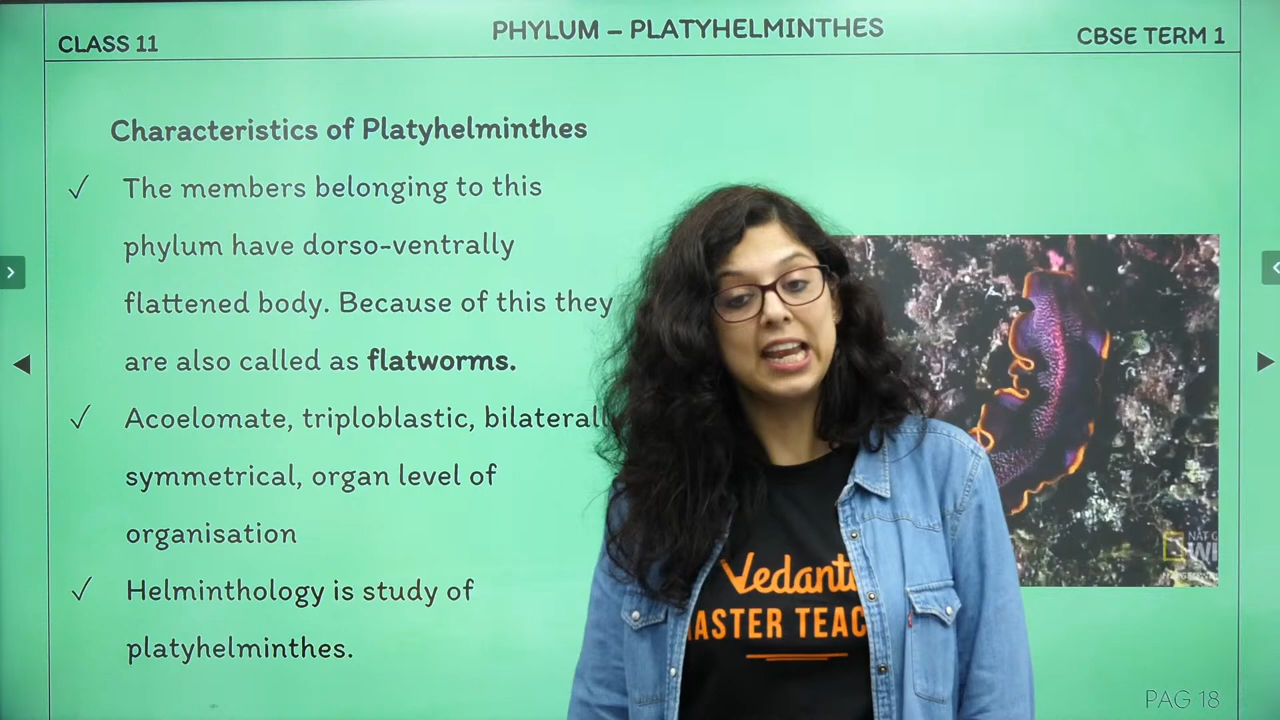 CLASS 11
PHYLUM – PLATYHELMINTHES
CBSE TERM 1
Characteristics of Platyhelminthes
✓ The members belonging to this
phylum have dorso-ventrally
flattened body. Because of this they
are also called as flatworms.
✓ Acoelomate, triploblastic, bilaterall
symmetrical, organ level of
organisation
✓ Helminthology is study of
platyhelminthes.
Vedant
ASTER TEAC
NAT G
WI
PAG 18